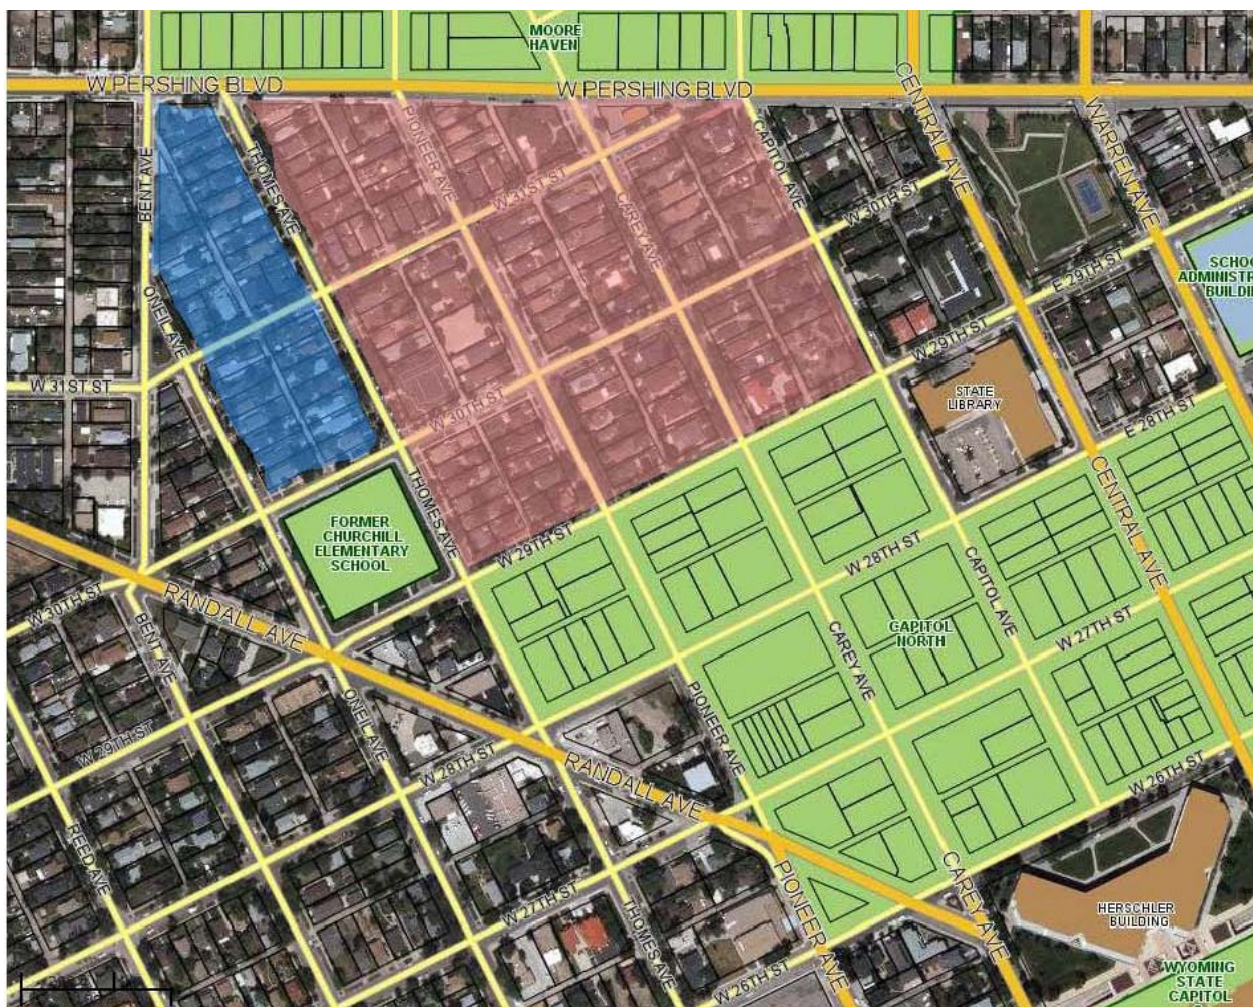 MOORE
HAVEN
W PERSHING BLVD
W PERSHING BLVD
BENT AVE
THOMES AVE
PIONEER AVE
CAPITOL AVE
CENTRAL AVE
WARREN AVE
W 31ST ST
CAREY AVE
W 30TH ST
E 29TH ST
SCHOO
ADMINISTR
BUILDIN
ONEIL AVE
W 31ST ST
W 29TH ST
STATE
LIBRARY
W 30TH ST
E 28TH ST
THOMES AVE
CENTRAL AVE
FORMER
CHURCHILL
ELEMENTARY
SCHOOL
W 29TH ST
W 28TH ST
CAPITOL AVE
W 30TH ST
RANDALL AVE
BENT AVE
CAREY AVE
CAPITOL
NORTH
W 27TH ST
ONEIL AVE
PIONEER AVE
W 29TH ST
W 28TH ST
RANDALL AVE
W 26TH ST
REED AVE
W 27TH ST
THOMES AVE
PIONEER AVE
CAREY AVE
HERSCHLER
BUILDING
W 26TH ST
WYOMING
STATE
CAPITOL